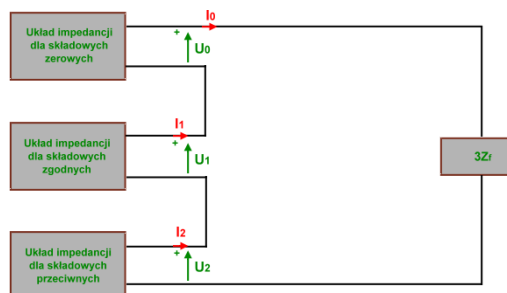 I0
Układ impedancji
dla składowych
zerowych
+
U0
I1
Układ impedancji
dla składowych
zgodnych
+
U1
3Zf
I2
Układ impedancji
dla składowych
przeciwnych
+
U2